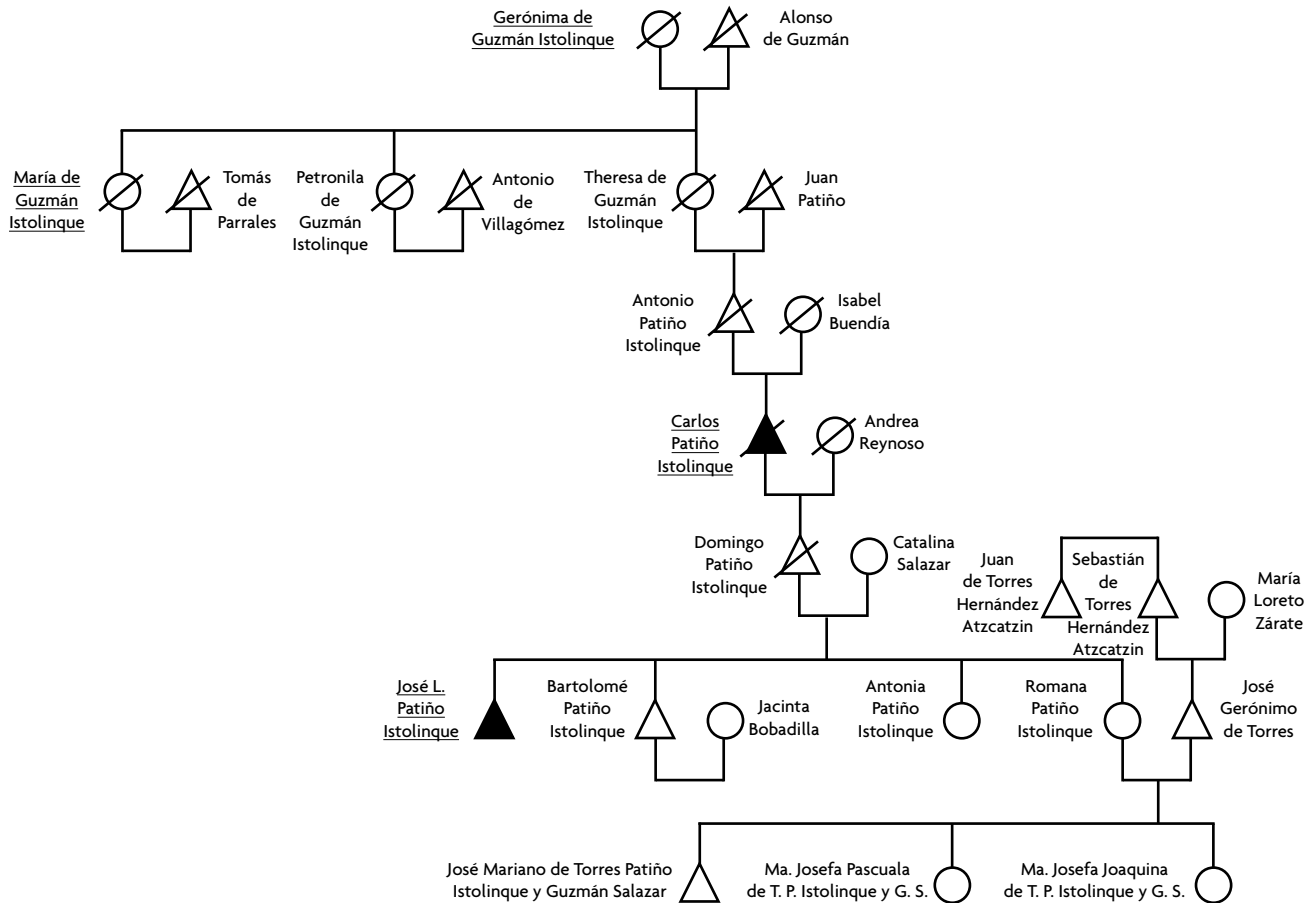 Gerónima de
Guzmán Istolinque
Alonso
de Guzmán
María de
Guzmán
Istolinque
Tomás
de
Parrales
Petronila
de
Guzmán
Istolinque
Antonio
de
Villagómez
Theresa de
Guzmán
Istolinque
Juan
Patiño
Antonio
Patiño
Istolinque
Isabel
Buendía
Carlos
Patiño
Istolinque
Andrea
Reynoso
Domingo
Patiño
Istolinque
Catalina
Salazar
Juan
de Torres
Hernández
Atzcatzin
Sebastián
de
Torres
Hernández
Atzcatzin
María
Loreto
Zárate
José L.
Patiño
Istolinque
Bartolomé
Patiño
Istolinque
Jacinta
Bobadilla
Antonia
Patiño
Istolinque
Romana
Patiño
Istolinque
José
Gerónimo
de Torres
José Mariano de Torres Patiño
Istolinque y Guzmán Salazar
Ma. Josefa Pascuala
de T. P. Istolinque y G. S.
Ma. Josefa Joaquina
de T. P. Istolinque y G. S.